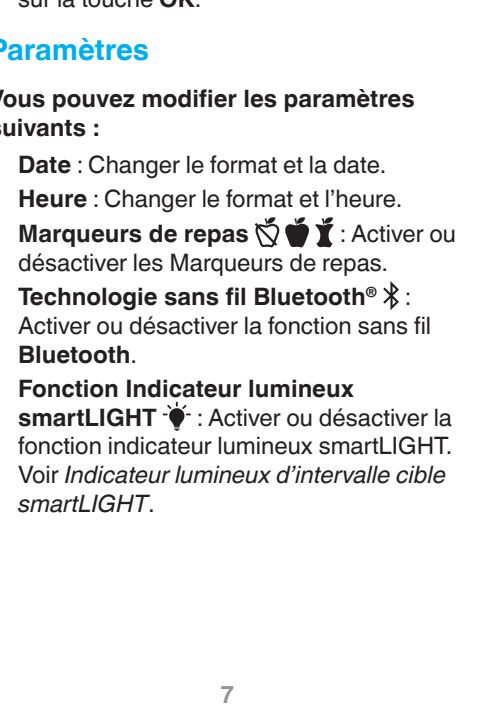 sur la touche OK.
Paramètres
Vous pouvez modifier les paramètres
suivants :
Date : Changer le format et la date.
Heure : Changer le format et l’heure.
Marqueurs de repas : Activer ou
désactiver les Marqueurs de repas.
Technologie sans fil Bluetooth® :
Activer ou désactiver la fonction sans fil
Bluetooth.
Fonction Indicateur lumineux
smartLIGHT : Activer ou désactiver la
fonction indicateur lumineux smartLIGHT.
Voir Indicateur lumineux d’intervalle cible
smartLIGHT.
7